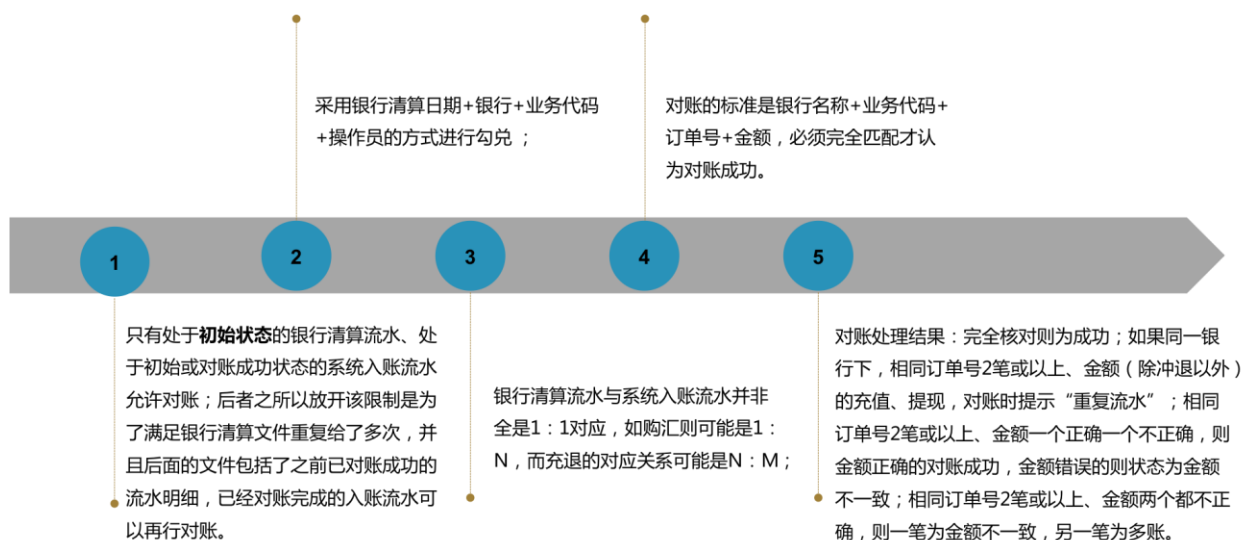 采用银行清算日期+银行+业务代码
+操作员的方式进行勾兑；
对账的标准是银行名称+业务代码+
订单号+金额，必须完全匹配才认
为对账成功。
1
2
3
4
5
只有处于初始状态的银行清算流水、处
于初始或对账成功状态的系统入账流水
允许对账；后者之所以放开该限制是为
了满足银行清算文件重复给了多次，并
且后面的文件包括了之前已对账成功的
流水明细，已经对账完成的入账流水可
以再行对账。
银行清算流水与系统入账流水并非
全是1：1对应，如购汇则可能是1：
N，而充退的对应关系可能是N：M；
对账处理结果：完全核对则为成功；如果同一银
行下，相同订单号2笔或以上、金额（除冲退以外）
的充值、提现，对账时提示“重复流水”；相同
订单号2笔或以上、金额一个正确一个不正确，则
金额正确的对账成功，金额错误的则状态为金额
不一致；相同订单号2笔或以上、金额两个都不正
确，则一笔为金额不一致，另一笔为多账。